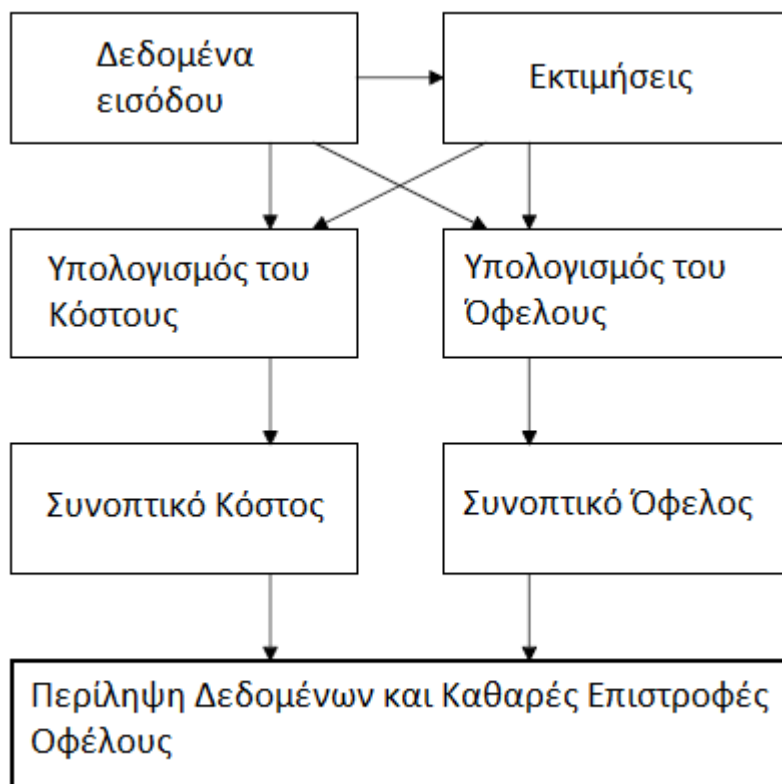 Δεδομένα
εισόδου
Εκτιμήσεις
Υπολογισμός του
Κόστους
Υπολογισμός του
Όφελους
Συνοπτικό Κόστος
Συνοπτικό Όφελος
Περίληψη Δεδομένων και Καθαρές Επιστροφές
Οφέλους